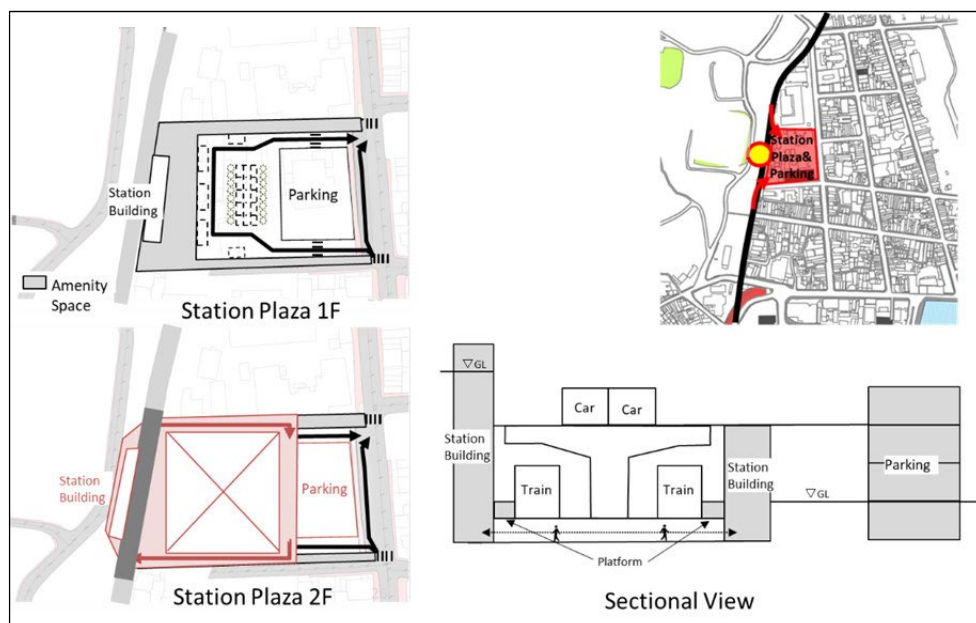 Station
Building
Parking
Amenity
Space
Station Plaza 1F
Station
Plaza&
Parking
Station
Building
Parking
Station Plaza 2F
GL
Car
Car
Station
Building
Station
Building
Parking
Train
Train
GL
Platform
Sectional View